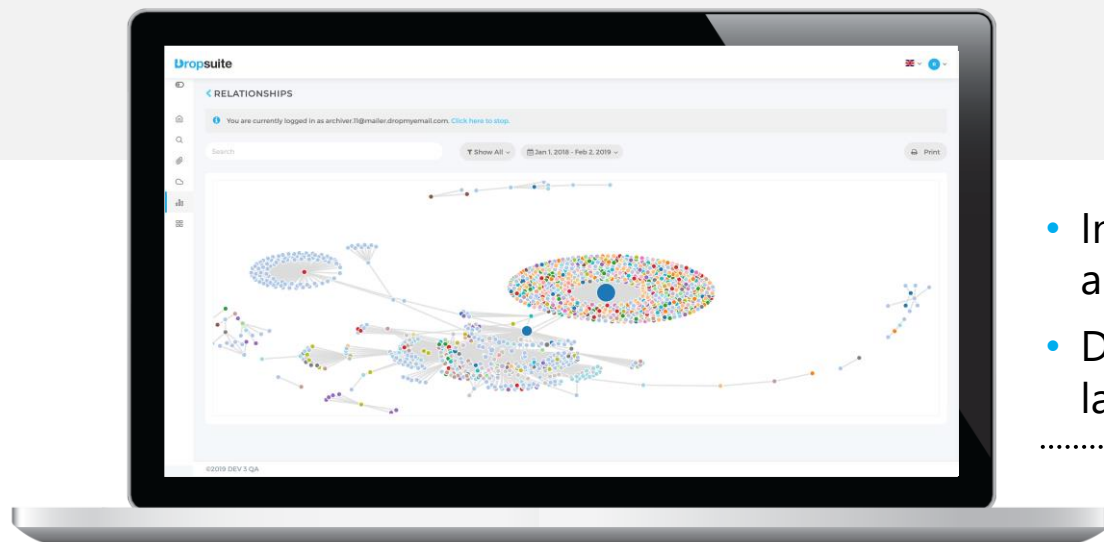 Dropsuite
RELATIONSHIPS
You are currently logged in as archiver.11@mailer.dropmyemail.com. Click here to stop.
Search
Show All
Jan 1, 2018 - Feb 2, 2019
Print
©2019 DEV 3 QA